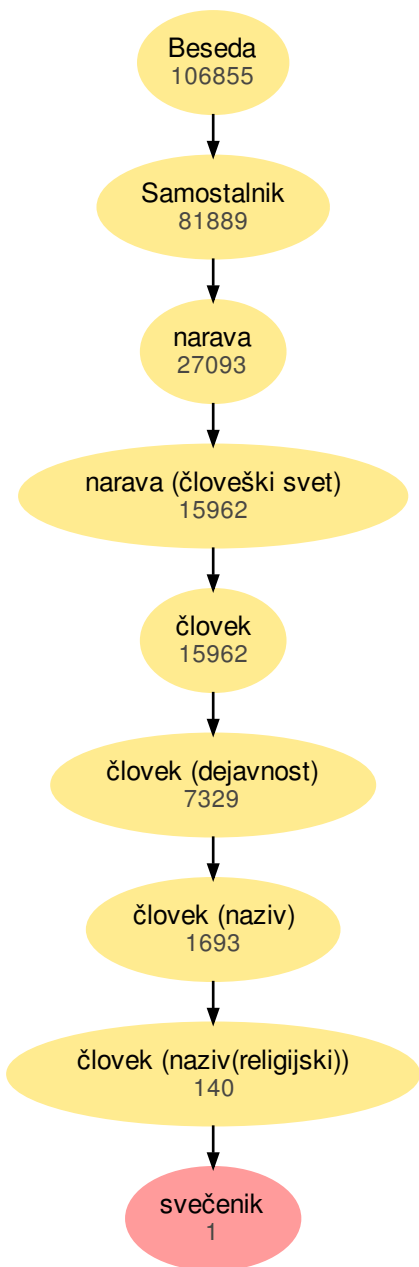 Beseda
106855
Samostalnik
81889
narava
27093
narava (človeški svet)
15962
človek
15962
človek (dejavnost)
7329
človek (naziv)
1693
človek (naziv(religijski))
140
svečenik
1